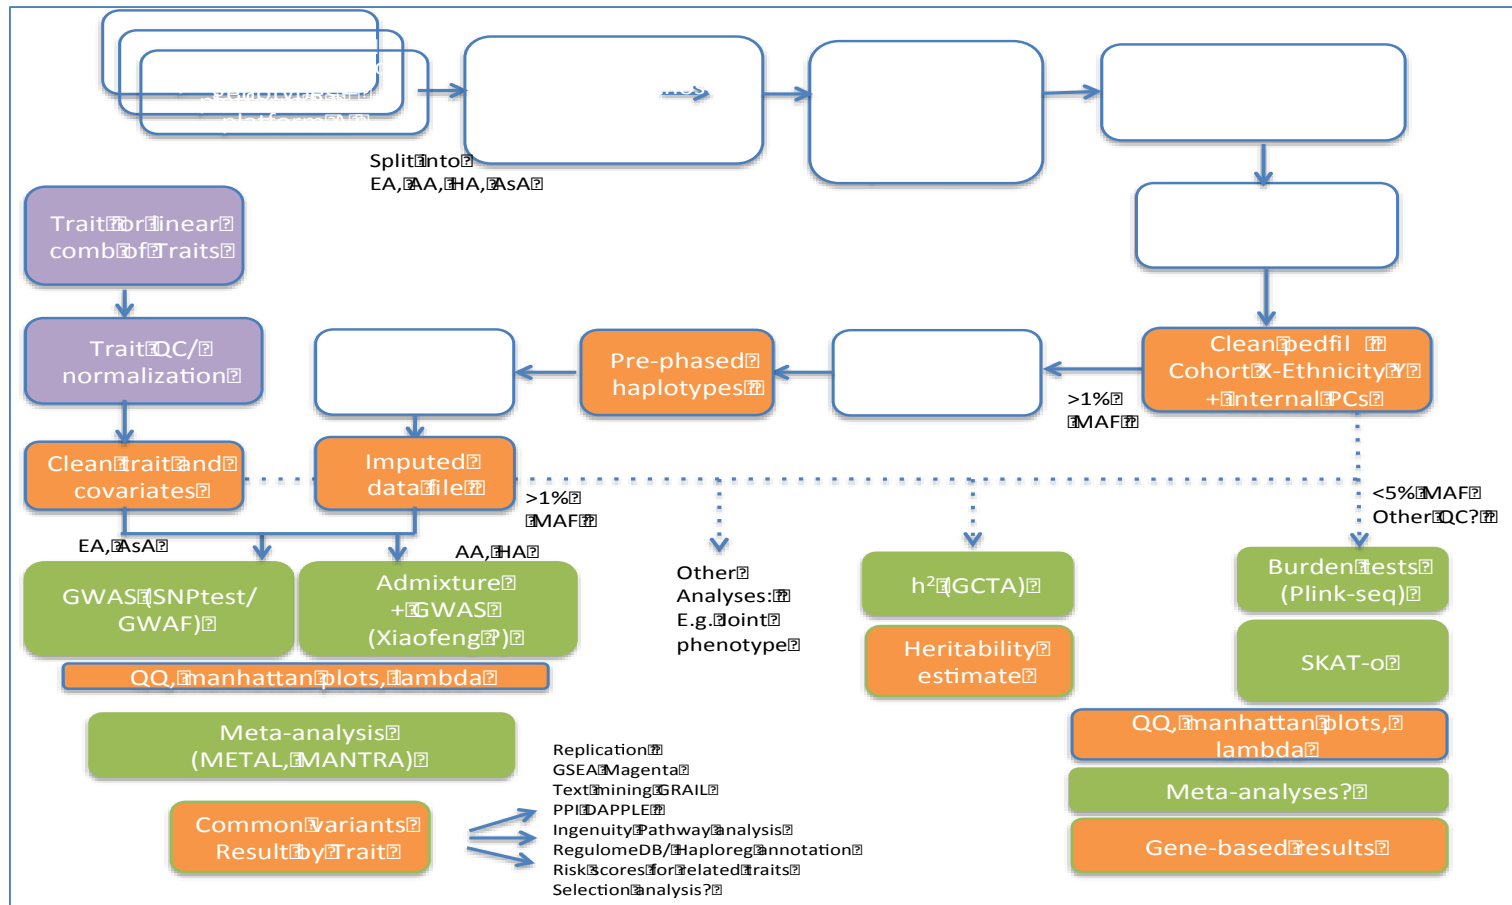 Split into
EA, AA, HA, AsA
Trait or linear
comb of Traits
Trait QC/
normalization
Clean trait and
covariates
Pre-phased
haplotypes
Clean pedfil
Cohort X-Ethnicity Y
+ Internal PCs
>1%
MAF
Imputed
data file
>1%
MAF
<5% MAF
Other QC?
EA, AsA
AA, HA
GWAS (SNPtest/
GWAF)
Admixture
+ GWAS
(Xiaofeng ?)
QQ, manhattan plots, lambda
Meta-analysis
(METAL, MANTRA)
Common variants
Result by Trait
Replication
GSEA Magenta
Text mining GRAIL
PPI DAPPLE
Ingenuity Pathway analysis
RegulomeDB/ Haploreg annotation
Risk scores for related traits
Selection analysis?
Other
Analyses:
E.g. Joint
phenotype
h² (GCTA)
Heritability
estimate
Burden tests
(Plink-seq)
SKAT-o
QQ, manhattan plots,
lambda
Meta-analyses?
Gene-based results